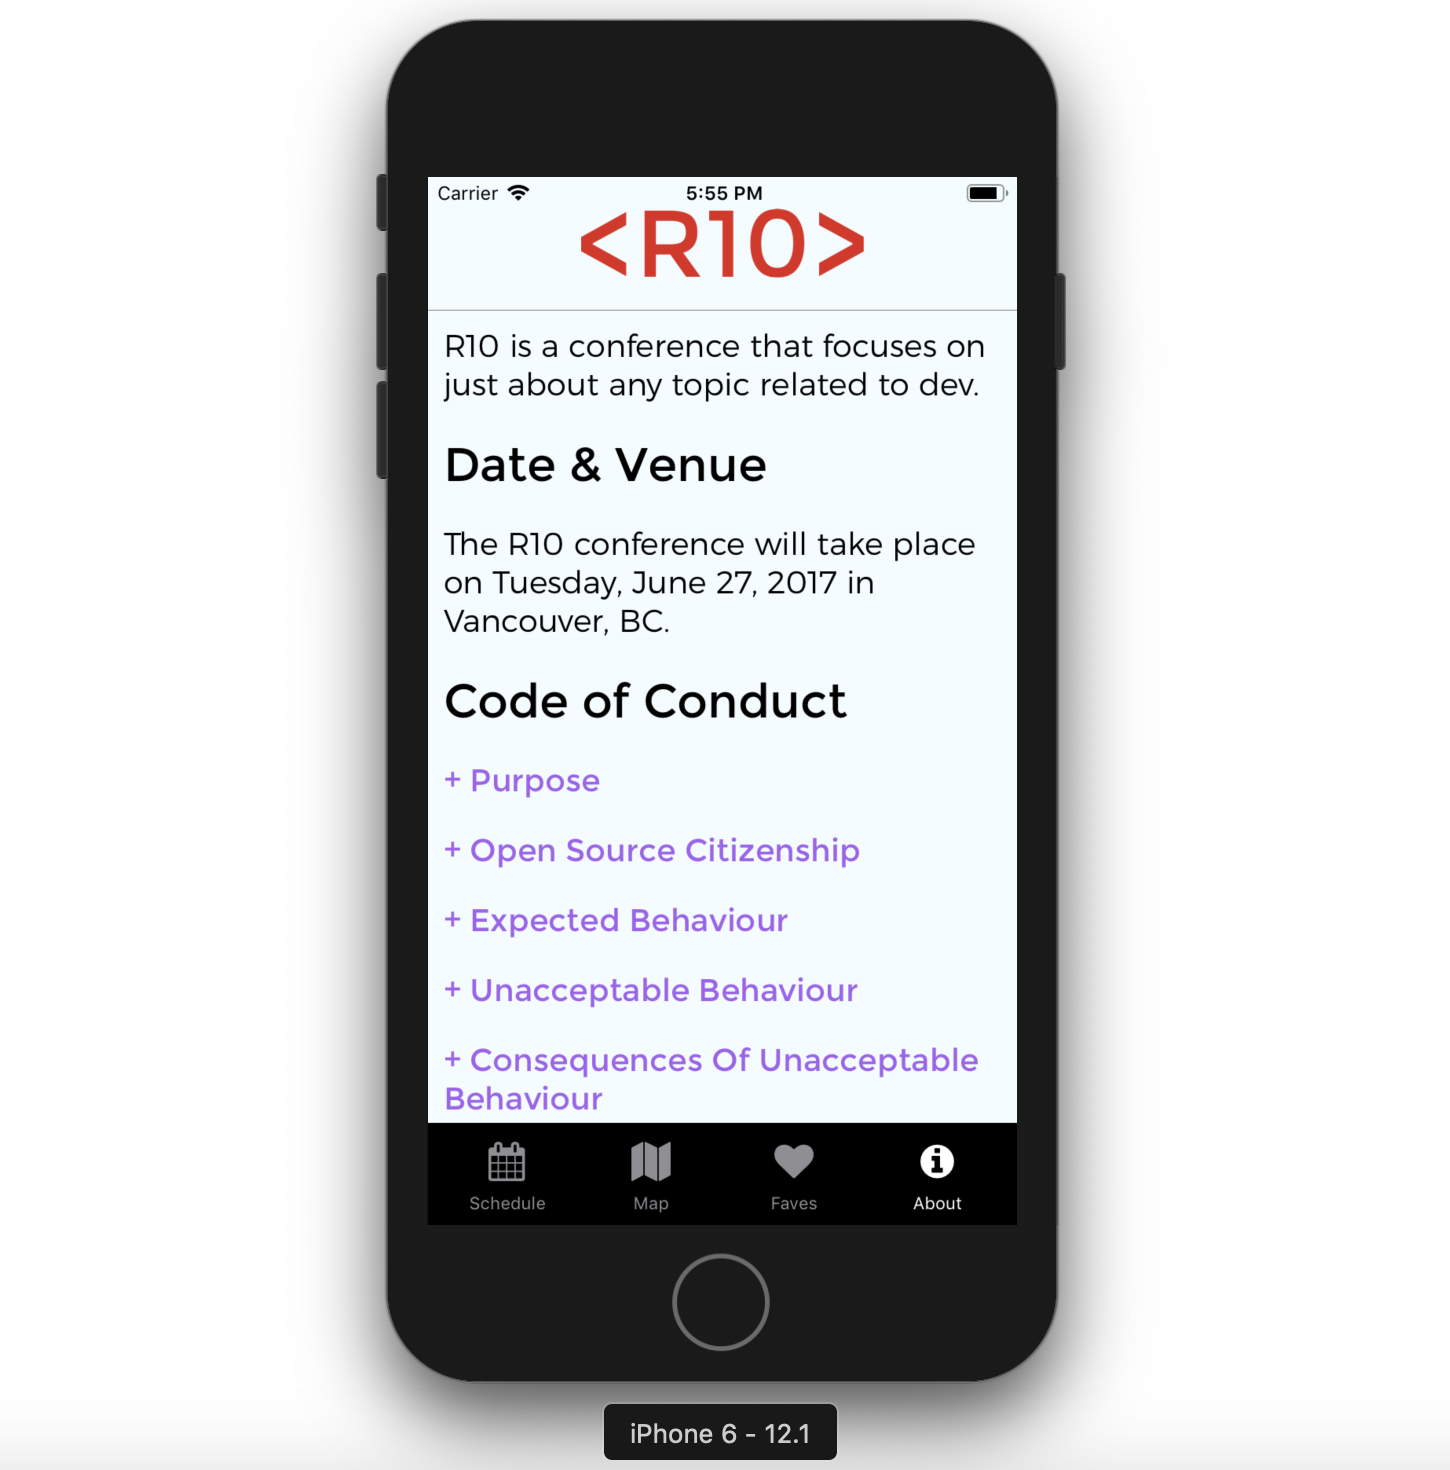 Carrier 5:55 PM
<R10>
R10 is a conference that focuses on
just about any topic related to dev.
Date & Venue
The R10 conference will take place
on Tuesday, June 27, 2017 in
Vancouver, BC.
Code of Conduct
+ Purpose
+ Open Source Citizenship
+ Expected Behaviour
+ Unacceptable Behaviour
+ Consequences Of Unacceptable
Behaviour
Schedule Map Faves About
iPhone 6 - 12.1